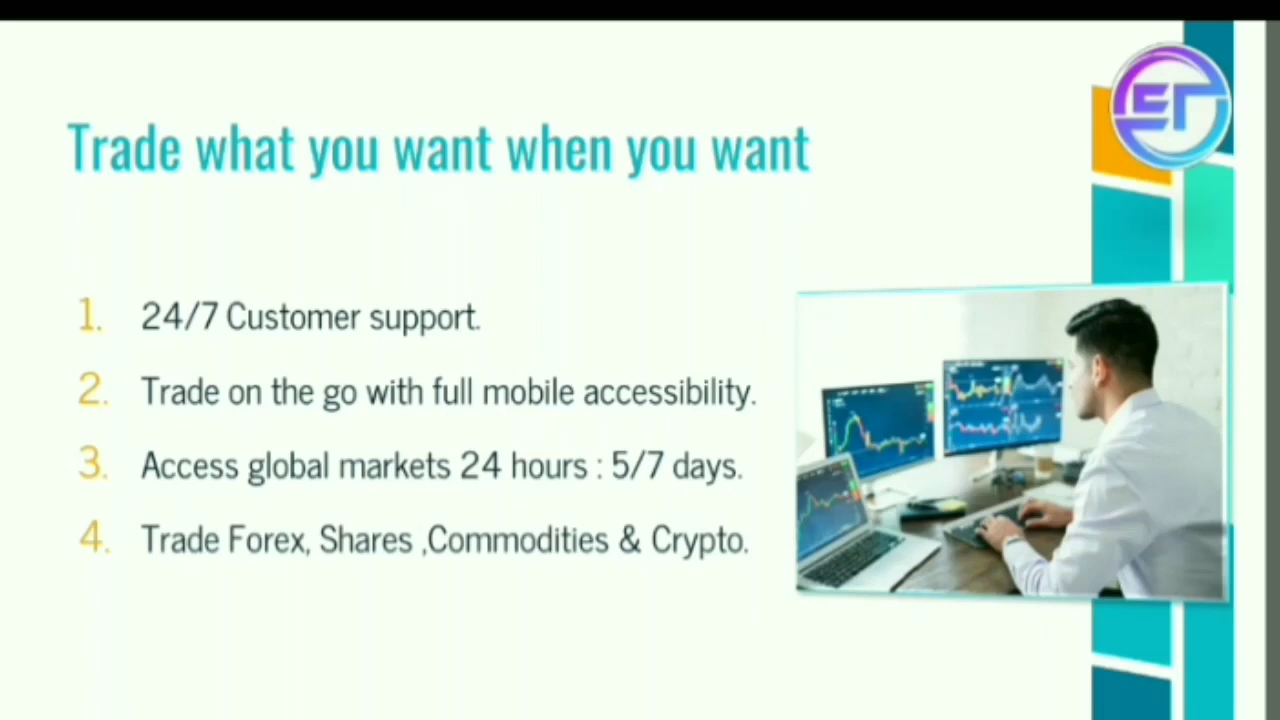 ET
Trade what you want when you want
1. 24/7 Customer support.
2. Trade on the go with full mobile accessibility.
3. Access global markets 24 hours : 5/7 days.
4. Trade Forex, Shares ,Commodities & Crypto.